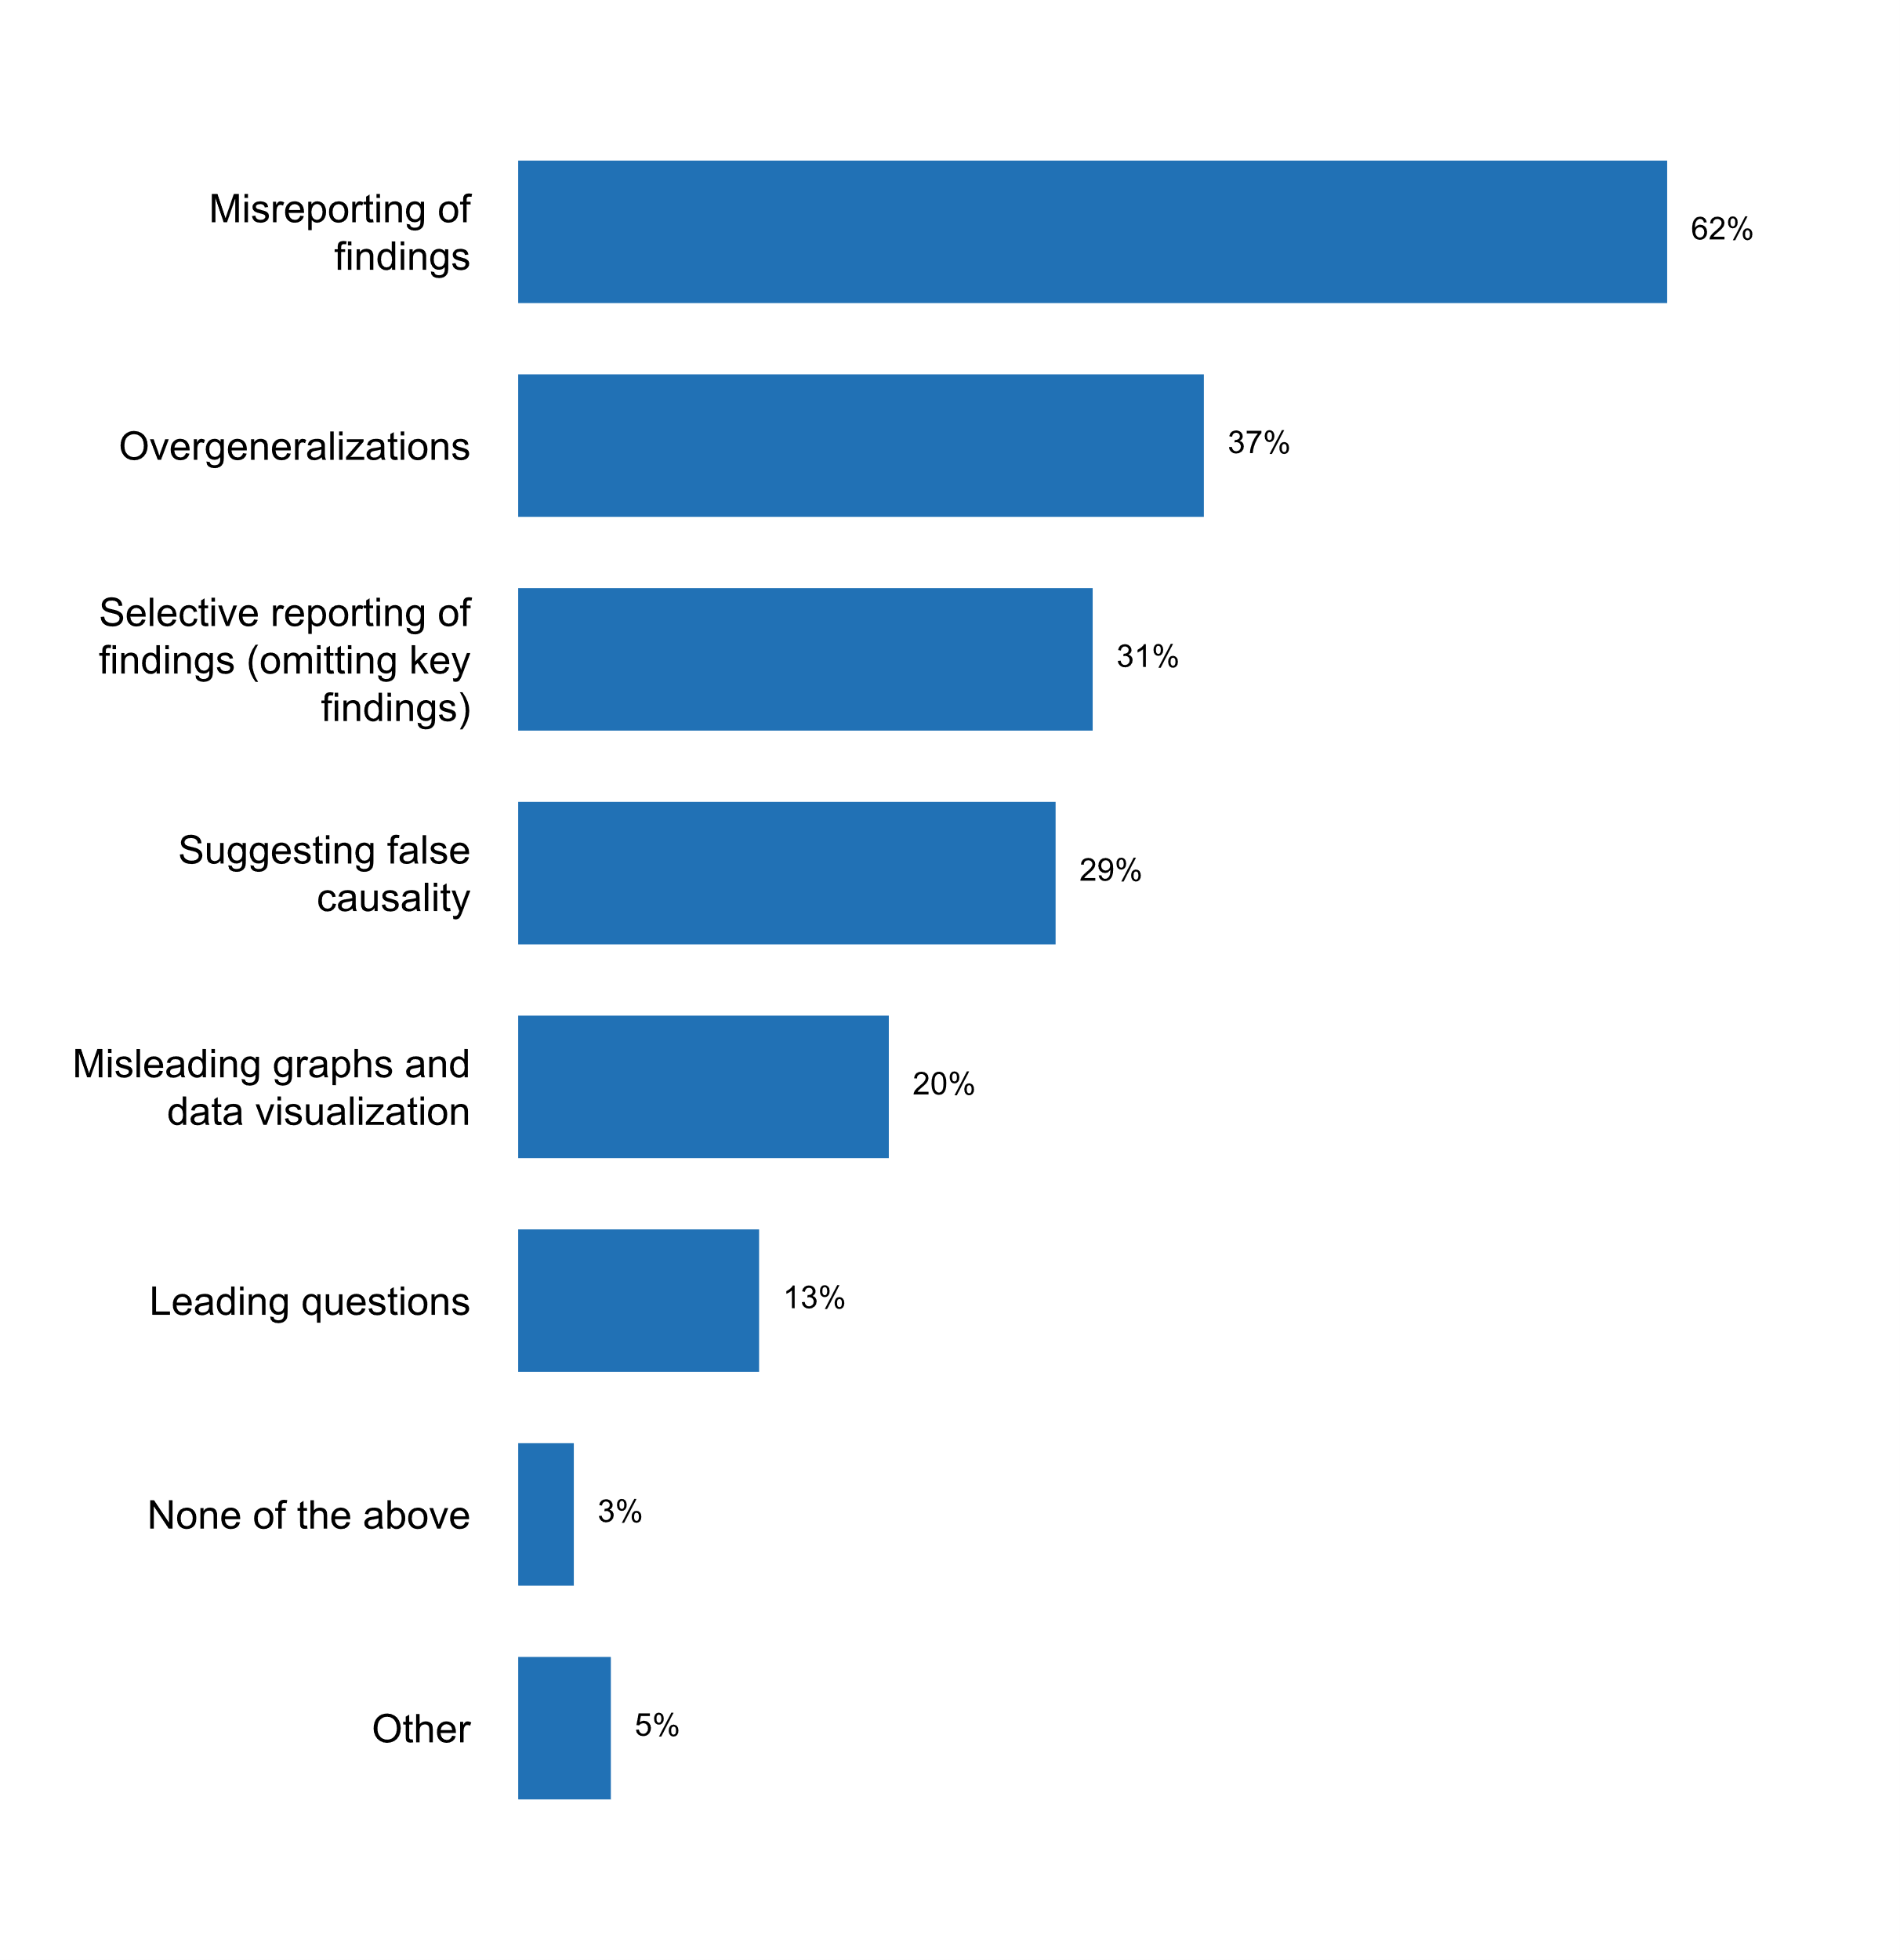 Misreporting of
findings
62%
Overgeneralizations
37%
Selective reporting of
findings (omitting key
findings)
31%
Suggesting false
causality
29%
Misleading graphs and
data visualization
20%
Leading questions
13%
None of the above
3%
Other
5%